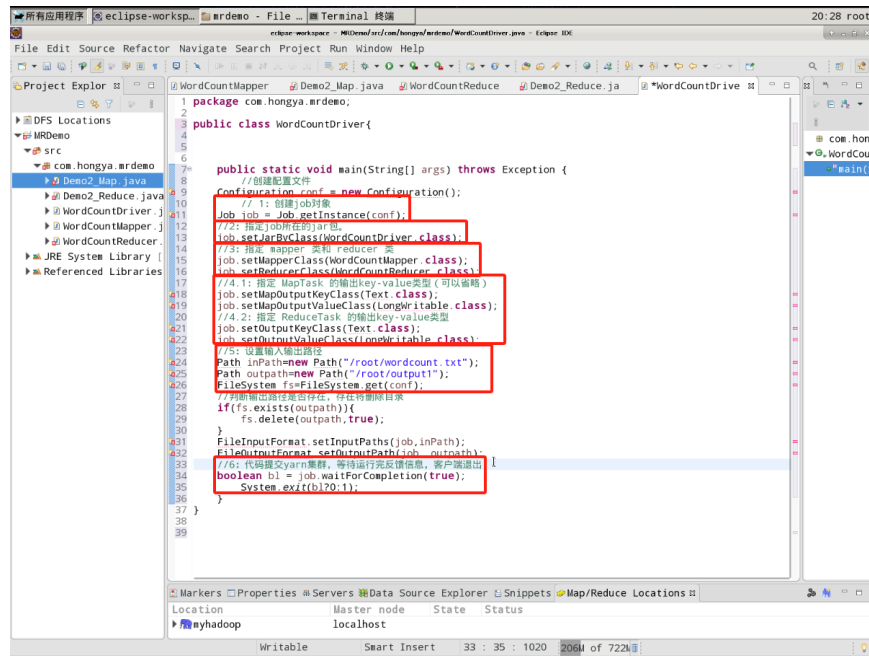 所有应用程序 eclipse-worksp... mrdemo - File … Terminal 终端 20:28 root
eclipse-workspace - MRDemo/src/com/hongya/mrdemo/WordCountDriver.java - Eclipse IDE
File Edit Source Refactor Navigate Search Project Run Window Help
Project Explor
WordCountMapper Demo2_Map.java WordCountReduce Demo2_Reduce.ja *WordCountDrive
DFS Locations
MRDemo
src
com.hongya.mrdemo
Demo2_Map.java
Demo2_Reduce.java
WordCountDriver.j
WordCountMapper.j
WordCountReducer.
JRE System Library [
Referenced Libraries
1 package com.hongya.mrdemo;
2
3 public class WordCountDriver{
4
5
6
7 public static void main(String[] args) throws Exception {
8 //创建配置文件
9 Configuration conf = new Configuration();
10 // 1: 创建job对象
11 Job job = Job.getInstance(conf);
12 //2: 指定job所在的jar包。
13 job.setJarByClass(WordCountDriver.class);
14 //3: 指定 mapper 类和 reducer 类
15 job.setMapperClass(WordCountMapper.class);
16 job.setReducerClass(WordCountReducer.class);
17 //4.1: 指定 MapTask 的输出key-value类型（可以省略）
18 job.setMapOutputKeyClass(Text.class);
19 job.setMapOutputValueClass(LongWritable.class);
20 //4.2: 指定 ReduceTask 的输出key-value类型
21 job.setOutputKeyClass(Text.class);
22 job.setOutputValueClass(LongWritable.class);
23 //5: 设置输入输出路径
24 Path inPath=new Path("/root/wordcount.txt");
25 Path outpath=new Path("/root/output1");
26 FileSystem fs=FileSystem.get(conf);
27 //判断输出路径是否存在，存在将删除目录
28 if(fs.exists(outpath)){
29 fs.delete(outpath,true);
30 }
31 FileInputFormat.setInputPaths(job,inPath);
32 FileOutputFormat.setOutputPath(job, outpath);
33 //6: 代码提交yarn集群，等待运行完反馈信息，客户端退出
34 boolean bl = job.waitForCompletion(true);
35 System.exit(bl?0:1);
36 }
37 }
38
39
com.hon
WordCou
main(
Markers Properties Servers Data Source Explorer Snippets Map/Reduce Locations
Location Master node State Status
myhadoop localhost
Writable Smart Insert 33 : 35 : 1020 206M of 722M